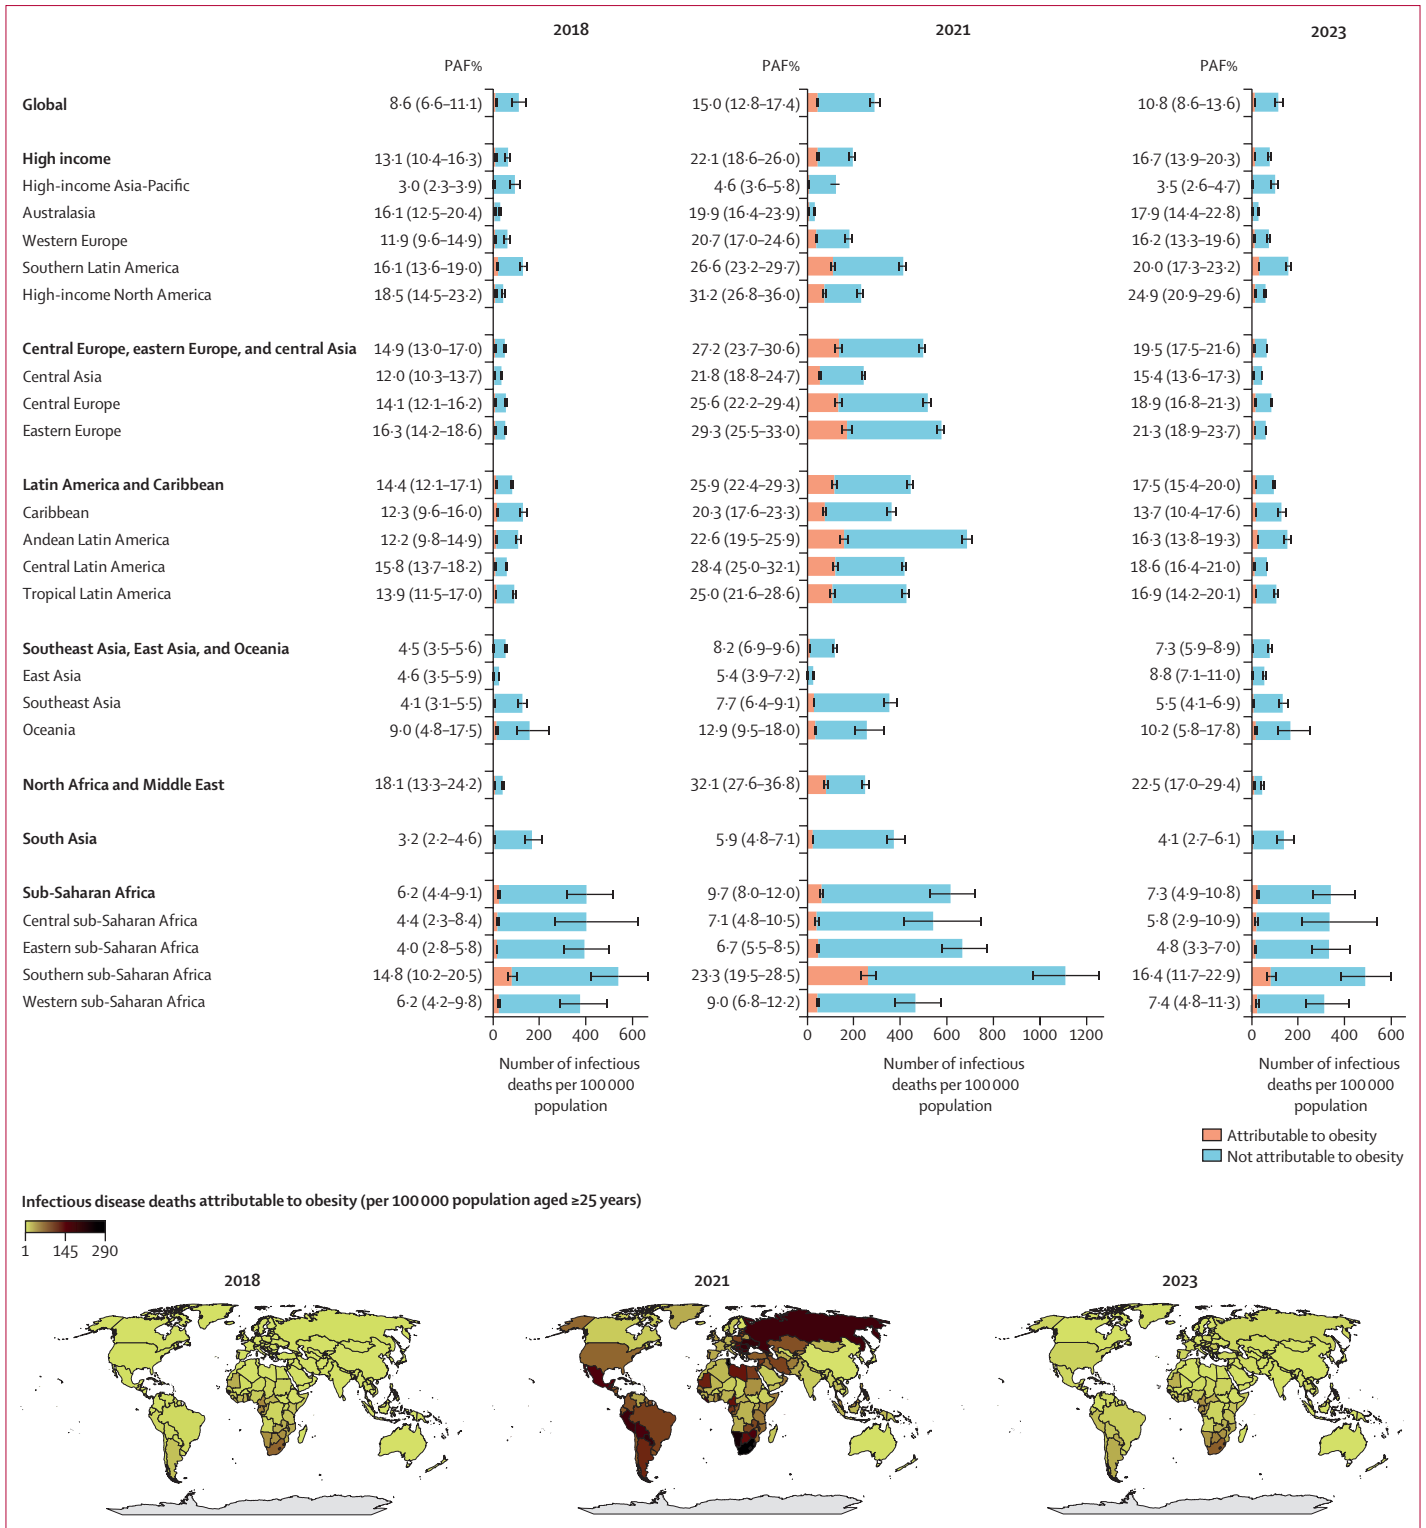 2018 2021 2023
PAF% PAF% PAF%
Global 8·6 (6·6–11·1) 15·0 (12·8–17·4) 10·8 (8·6–13·6)
High income 13·1 (10·4–16·3) 22·1 (18·6–26·0) 16·7 (13·9–20·3)
High-income Asia-Pacific 3·0 (2·3–3·9) 4·6 (3·6–5·8) 3·5 (2·6–4·7)
Australasia 16·1 (12·5–20·4) 19·9 (16·4–23·9) 17·9 (14·4–22·8)
Western Europe 11·9 (9·6–14·9) 20·7 (17·0–24·6) 16·2 (13·3–19·6)
Southern Latin America 16·1 (13·6–19·0) 26·6 (23·2–29·7) 20·0 (17·3–23·2)
High-income North America 18·5 (14·5–23·2) 31·2 (26·8–36·0) 24·9 (20·9–29·6)
Central Europe, eastern Europe, and central Asia 14·9 (13·0–17·0) 27·2 (23·7–30·6) 19·5 (17·5–21·6)
Central Asia 12·0 (10·3–13·7) 21·8 (18·8–24·7) 15·4 (13·6–17·3)
Central Europe 14·1 (12·1–16·2) 25·6 (22·2–29·4) 18·9 (16·8–21·3)
Eastern Europe 16·3 (14·2–18·6) 29·3 (25·5–33·0) 21·3 (18·9–23·7)
Latin America and Caribbean 14·4 (12·1–17·1) 25·9 (22·4–29·3) 17·5 (15·4–20·0)
Caribbean 12·3 (9·6–16·0) 20·3 (17·6–23·3) 13·7 (10·4–17·6)
Andean Latin America 12·2 (9·8–14·9) 22·6 (19·5–25·9) 16·3 (13·8–19·3)
Central Latin America 15·8 (13·7–18·2) 28·4 (25·0–32·1) 18·6 (16·4–21·0)
Tropical Latin America 13·9 (11·5–17·0) 25·0 (21·6–28·6) 16·9 (14·2–20·1)
Southeast Asia, East Asia, and Oceania 4·5 (3·5–5·6) 8·2 (6·9–9·6) 7·3 (5·9–8·9)
East Asia 4·6 (3·5–5·9) 5·4 (3·9–7·2) 8·8 (7·1–11·0)
Southeast Asia 4·1 (3·1–5·5) 7·7 (6·4–9·1) 5·5 (4·1–6·9)
Oceania 9·0 (4·8–17·5) 12·9 (9·5–18·0) 10·2 (5·8–17·8)
North Africa and Middle East 18·1 (13·3–24·2) 32·1 (27·6–36·8) 22·5 (17·0–29·4)
South Asia 3·2 (2·2–4·6) 5·9 (4·8–7·1) 4·1 (2·7–6·1)
Sub-Saharan Africa 6·2 (4·4–9·1) 9·7 (8·0–12·0) 7·3 (4·9–10·8)
Central sub-Saharan Africa 4·4 (2·3–8·4) 7·1 (4·8–10·5) 5·8 (2·9–10·9)
Eastern sub-Saharan Africa 4·0 (2·8–5·8) 6·7 (5·5–8·5) 4·8 (3·3–7·0)
Southern sub-Saharan Africa 14·8 (10·2–20·5) 23·3 (19·5–28·5) 16·4 (11·7–22·9)
Western sub-Saharan Africa 6·2 (4·2–9·8) 9·0 (6·8–12·2) 7·4 (4·8–11·3)
0 200 400 600 0 200 400 600 800 1000 1200 0 200 400 600
Number of infectious Number of infectious Number of infectious
deaths per 100 000 deaths per 100 000 deaths per 100 000
population population population
Attributable to obesity
Not attributable to obesity
Infectious disease deaths attributable to obesity (per 100 000 population aged ≥25 years)
1 145 290
2018 2021 2023